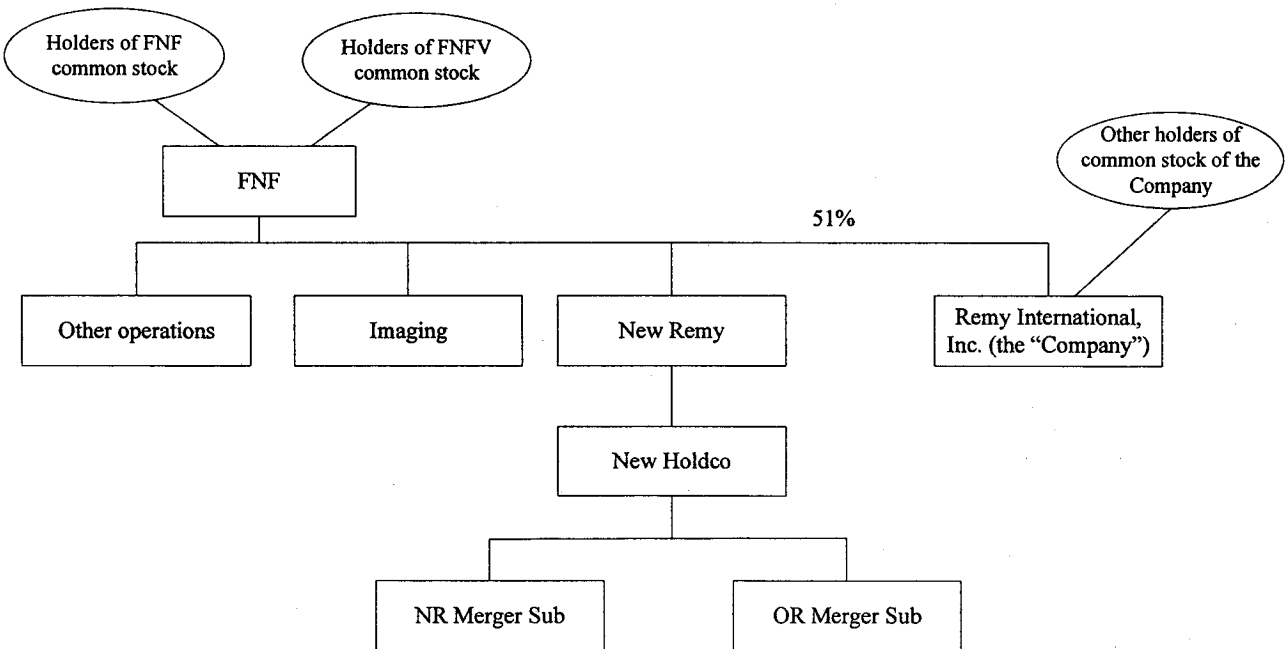 Holders of FNF
common stock
Holders of FNFV
common stock
Other holders of
common stock of the
Company
FNF
51%
Other operations
Imaging
New Remy
Remy International,
Inc. (the “Company”)
New Holdco
NR Merger Sub
OR Merger Sub